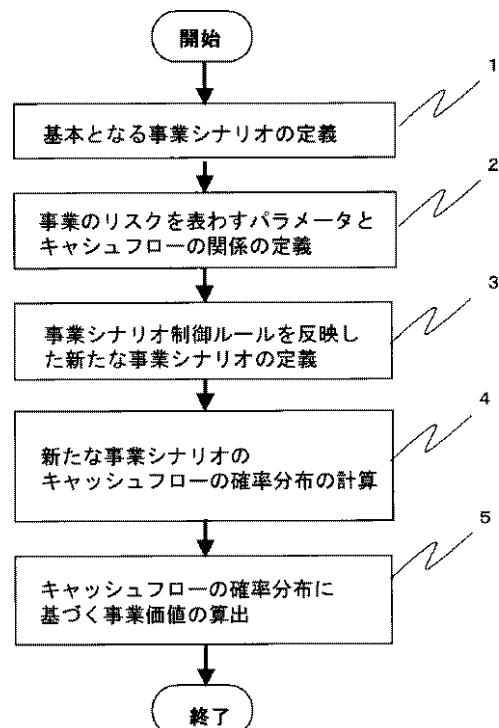 開始
1
基本となる事業シナリオの定義
2
事業のリスクを表わすパラメータと
キャシュフローの関係の定義
3
事業シナリオ制御ルールを反映し
た新たな事業シナリオの定義
4
新たな事業シナリオの
キャッシュフローの確率分布の計算
5
キャッシュフローの確率分布に
基づく事業価値の算出
終了